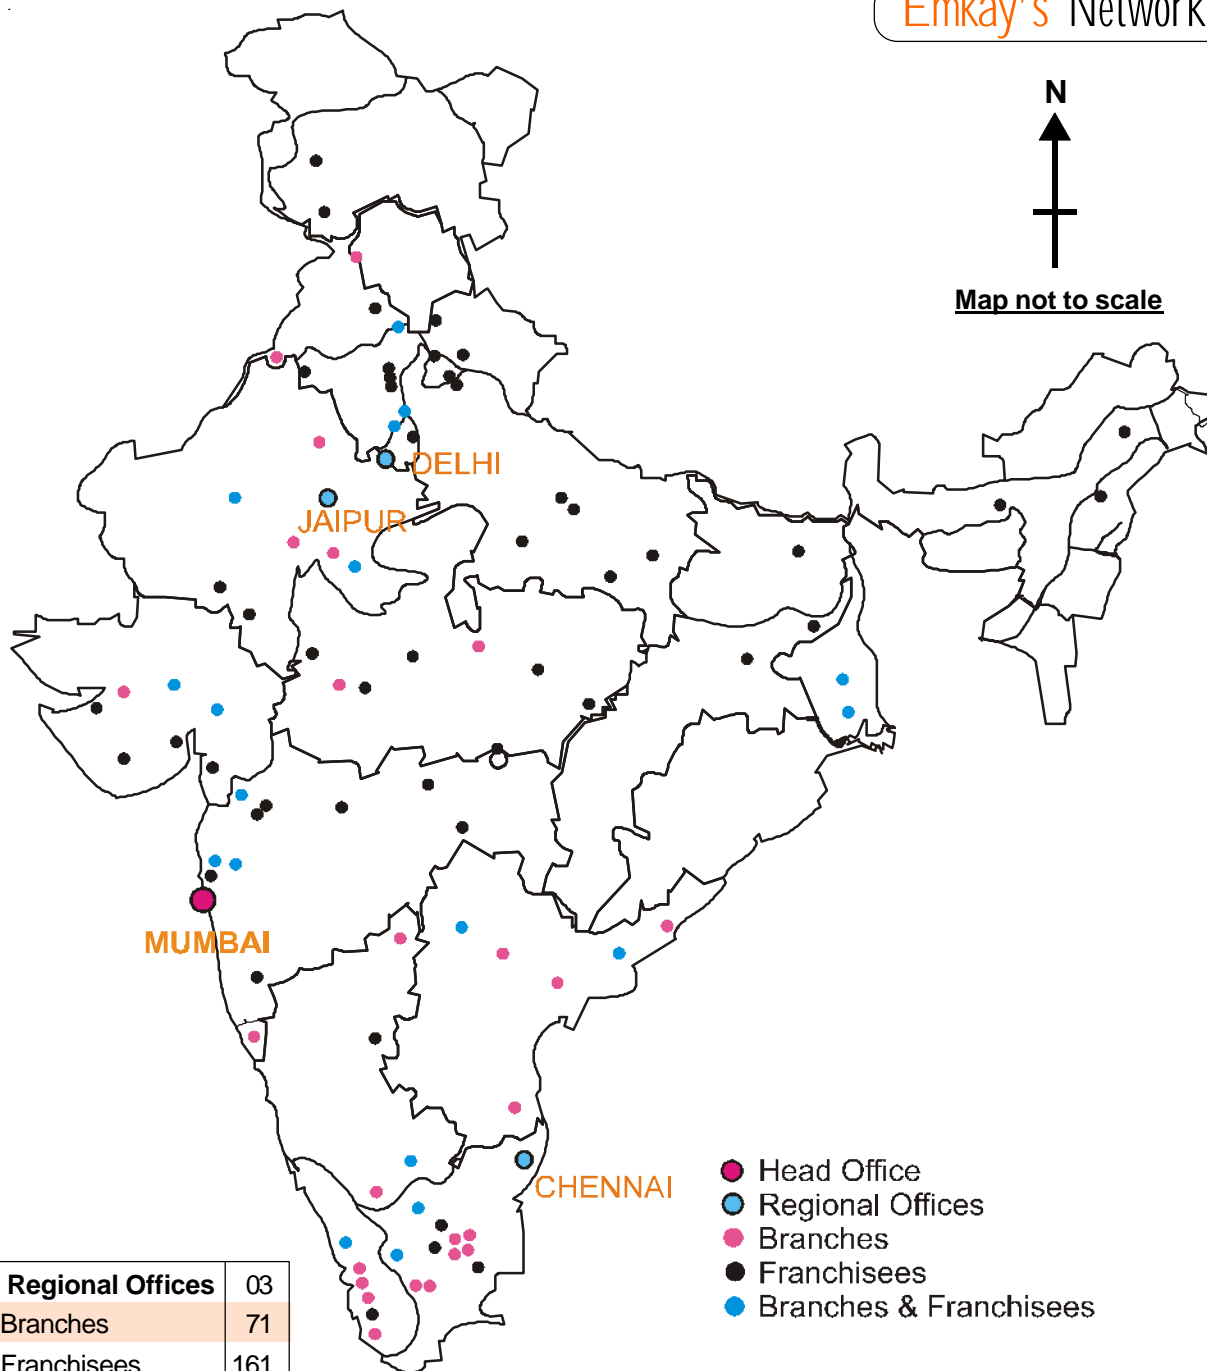 Emkay's Network
N
Map not to scale
DELHI
JAIPUR
MUMBAI
CHENNAI
Head Office
Regional Offices
Branches
Franchisees
Branches & Franchisees
Regional Offices 03
Branches 71
Franchisees 161